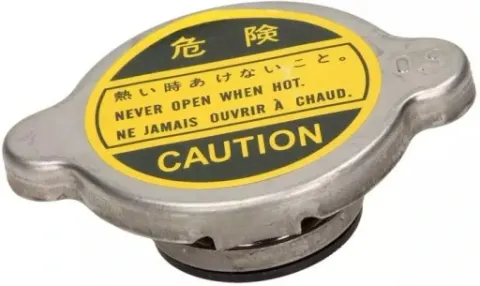 危険
熱い時あけないこと。
NEVER OPEN WHEN HOT.
NE JAMAIS OUVRIR À CHAUD.
CAUTION